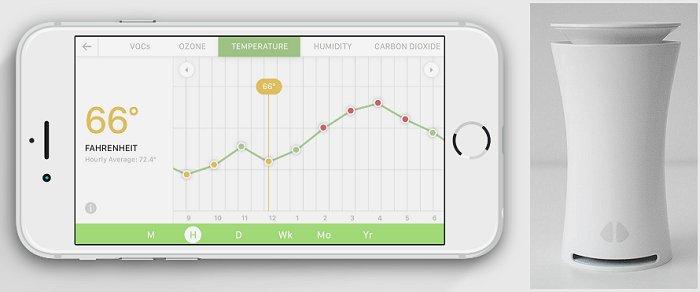 VOCs OZONE TEMPERATURE HUMIDITY CARBON DIOXIDE
66°
66°
FAHRENHEIT
Hourly Average: 72.4°
9 10 11 12 1 2 3 4 5 6
M H D Wk Mo Yr